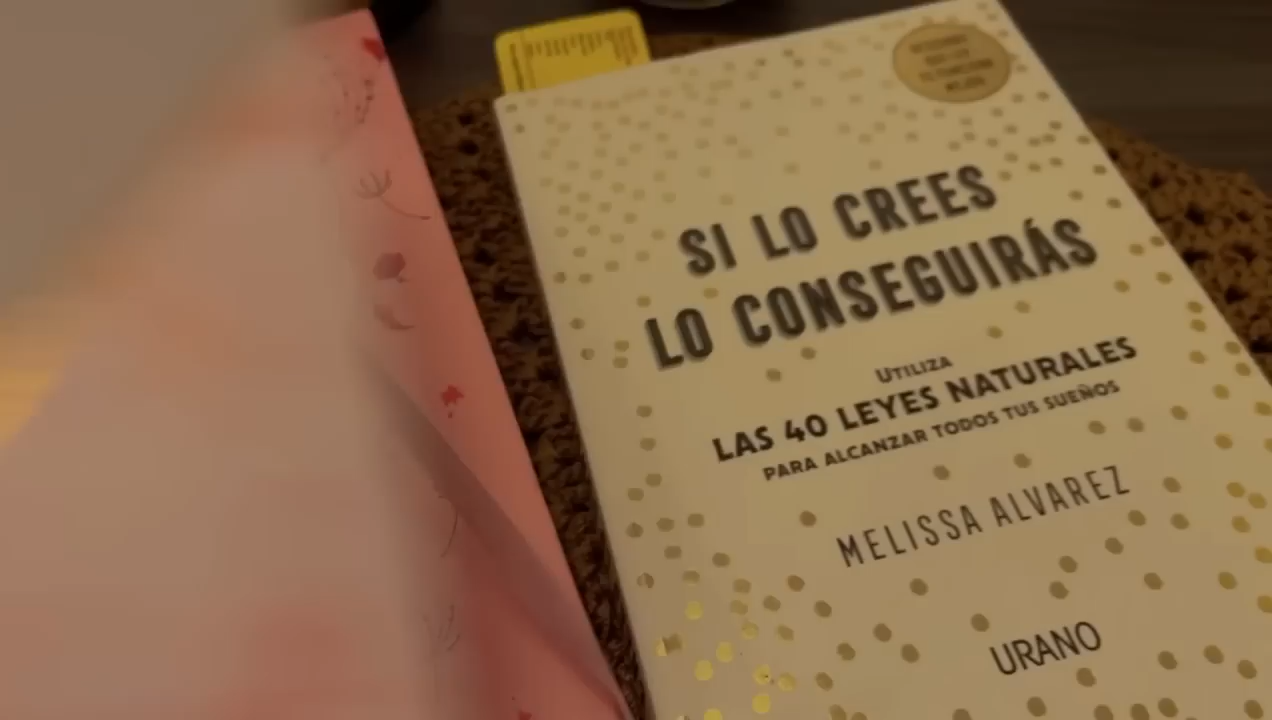 SI LO CREES
LO CONSEGUIRÁS
UTILIZA
LAS 40 LEYES NATURALES
PARA ALCANZAR TODOS TUS SUEÑOS
MELISSA ALVAREZ
URANO